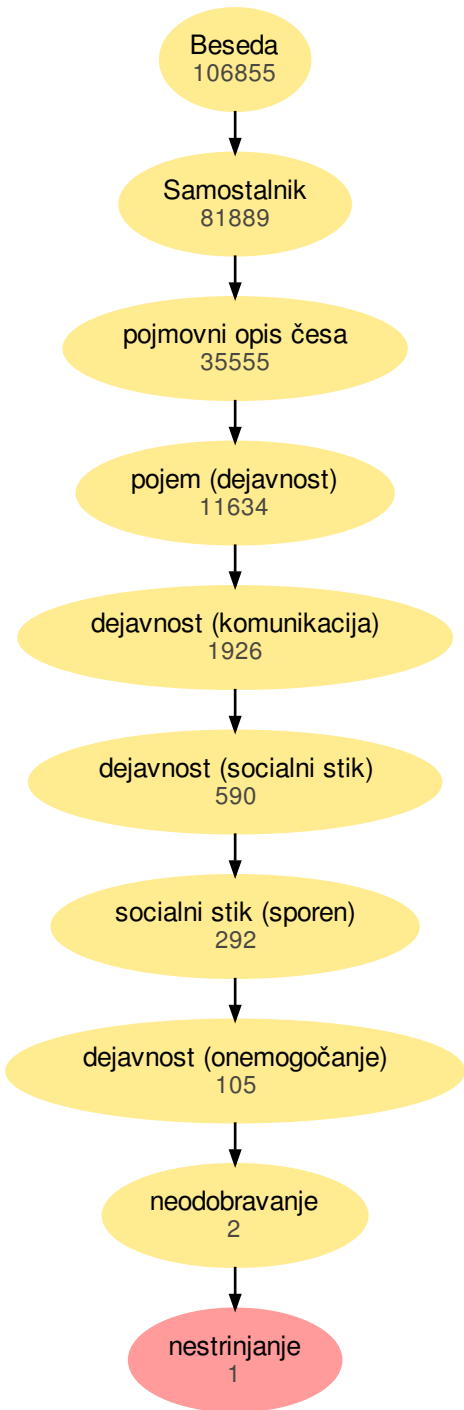 Beseda
106855
Samostalnik
81889
pojmovni opis česa
35555
pojem (dejavnost)
11634
dejavnost (komunikacija)
1926
dejavnost (socialni stik)
590
socialni stik (sporen)
292
dejavnost (onemogočanje)
105
neodobravanje
2
nestrinjanje
1